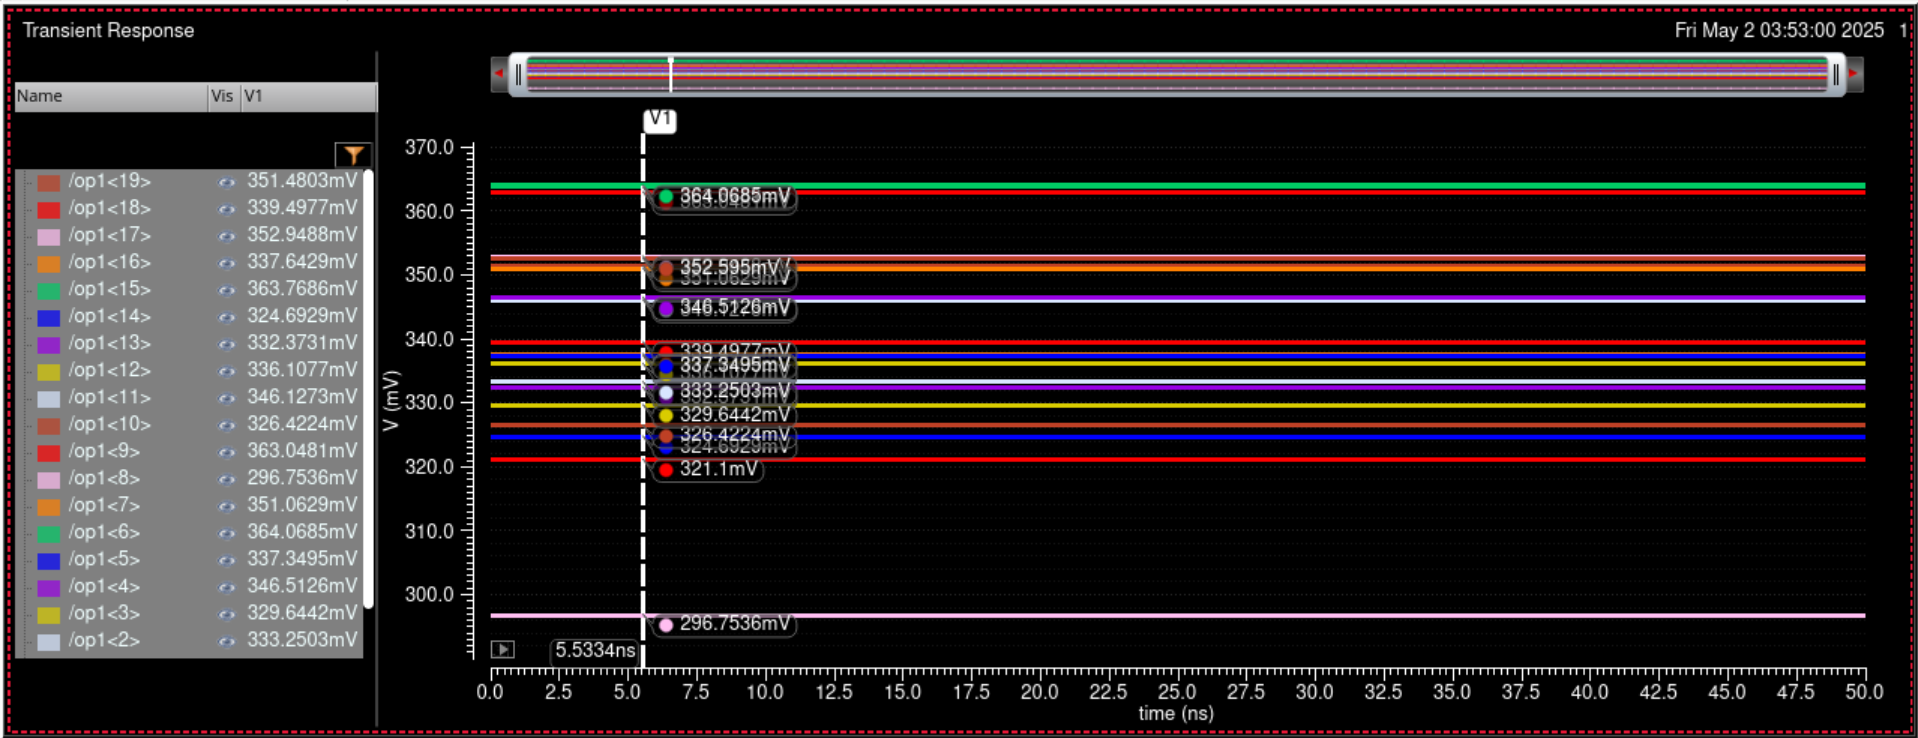 Transient Response
Fri May 2 03:53:00 2025 1
Name Vis V1
/op1<19> 351.4803mV
/op1<18> 339.4977mV
/op1<17> 352.9488mV
/op1<16> 337.6429mV
/op1<15> 363.7686mV
/op1<14> 324.6929mV
/op1<13> 332.3731mV
/op1<12> 336.1077mV
/op1<11> 346.1273mV
/op1<10> 326.4224mV
/op1<9> 363.0481mV
/op1<8> 296.7536mV
/op1<7> 351.0629mV
/op1<6> 364.0685mV
/op1<5> 337.3495mV
/op1<4> 346.5126mV
/op1<3> 329.6442mV
/op1<2> 333.2503mV
V1
370.0
360.0
350.0
340.0
330.0
320.0
310.0
300.0
V (mV)
364.0685mV
352.595mV
351.0629mV
346.5126mV
339.4977mV
337.3495mV
333.2503mV
329.6442mV
326.4224mV
324.6929mV
321.1mV
296.7536mV
5.5334ns
0.0 2.5 5.0 7.5 10.0 12.5 15.0 17.5 20.0 22.5 25.0 27.5 30.0 32.5 35.0 37.5 40.0 42.5 45.0 47.5 50.0
time (ns)